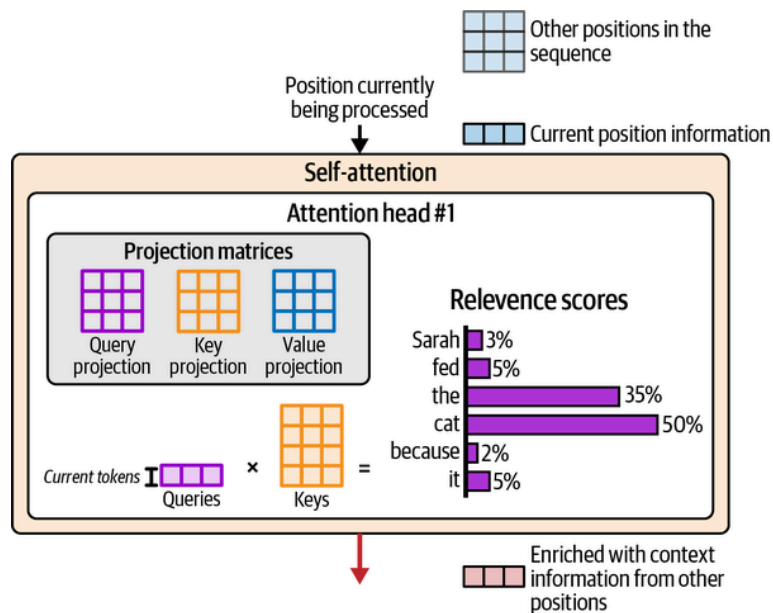 Other positions in the
sequence
Position currently
being processed
Current position information
Self-attention
Attention head #1
Projection matrices
Query
projection
Key
projection
Value
projection
Relevence scores
Sarah 3%
fed 5%
the 35%
cat 50%
because 2%
it 5%
Current tokens
Queries
×
Keys
=
Enriched with context
information from other
positions